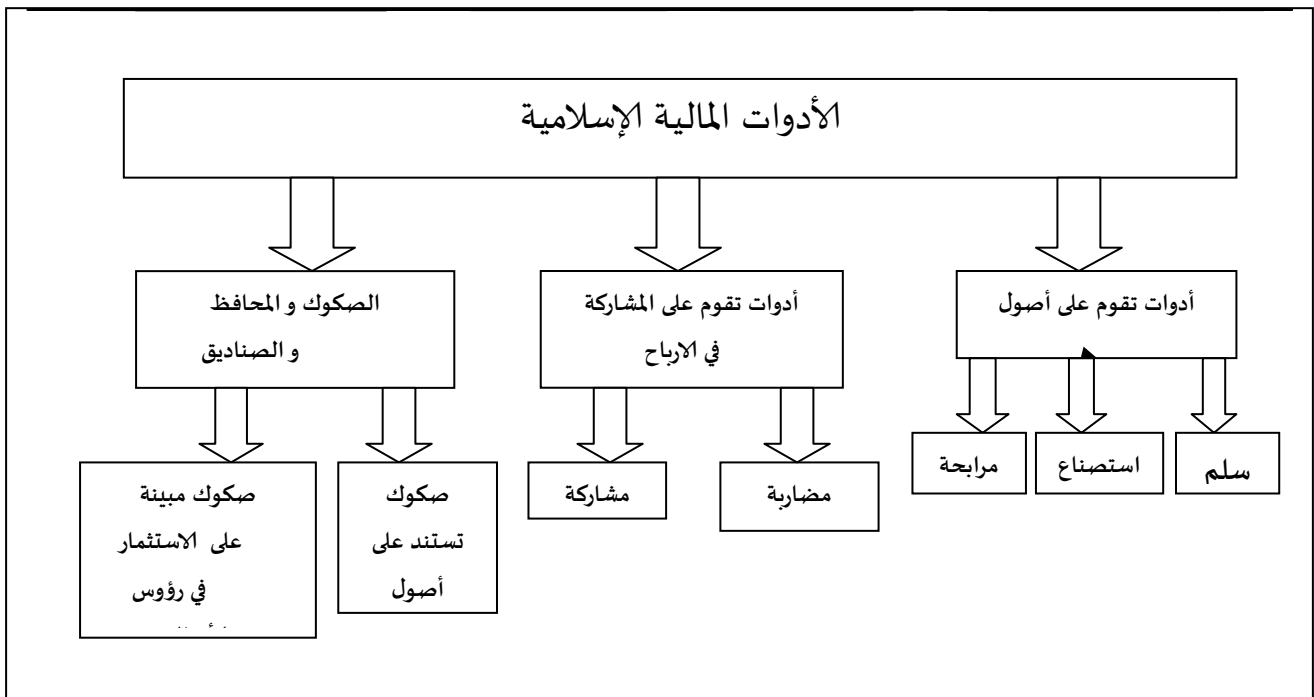 الأدوات المالية الإسلامية
أدوات تقوم على أصول
أدوات تقوم على المشاركة
في الارباح
الصكوك و المحافظ
و الصناديق
سلم
استصناع
مرابحة
مضاربة
مشاركة
صكوك
تستند على
أصول
صكوك مبينة
على الاستثمار
في رؤوس